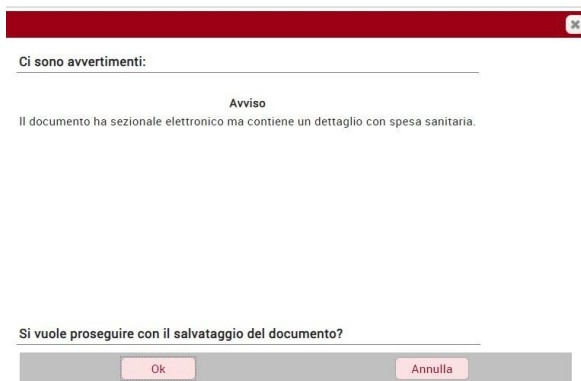 Ci sono avvertimenti:
Avviso
Il documento ha sezionale elettronico ma contiene un dettaglio con spesa sanitaria.
Si vuole proseguire con il salvataggio del documento?
Ok
Annulla